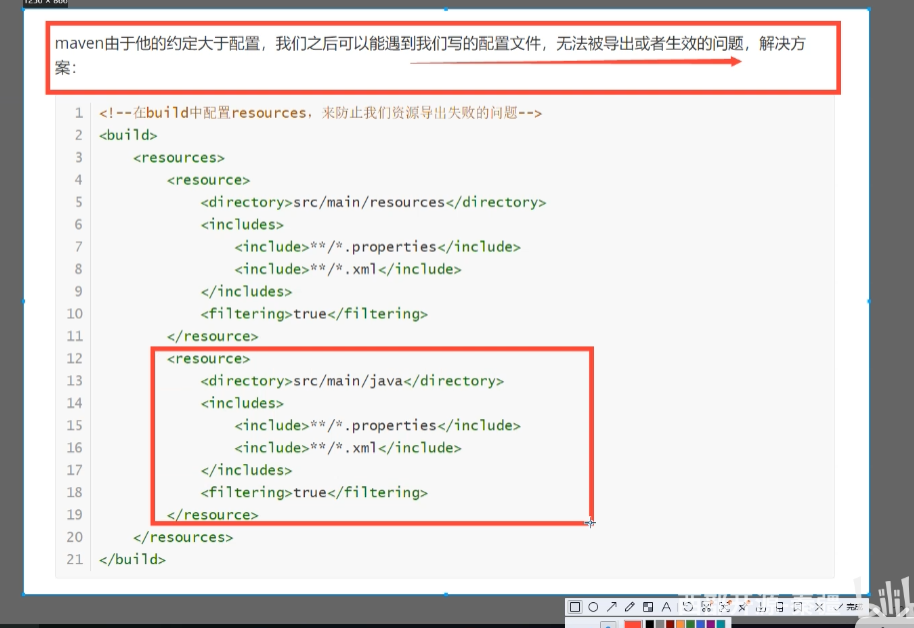 maven由于他的约定大于配置，我们之后可以能遇到我们写的配置文件，无法被导出或者生效的问题，解决方
案：
1 <!--在build中配置resources，来防止我们资源导出失败的问题-->
2 <build>
3 <resources>
4 <resource>
5 <directory>src/main/resources</directory>
6 <includes>
7 <include>**/*.properties</include>
8 <include>**/*.xml</include>
9 </includes>
10 <filtering>true</filtering>
11 </resource>
12 <resource>
13 <directory>src/main/java</directory>
14 <includes>
15 <include>**/*.properties</include>
16 <include>**/*.xml</include>
17 </includes>
18 <filtering>true</filtering>
19 </resource>
20 </resources>
21 </build>